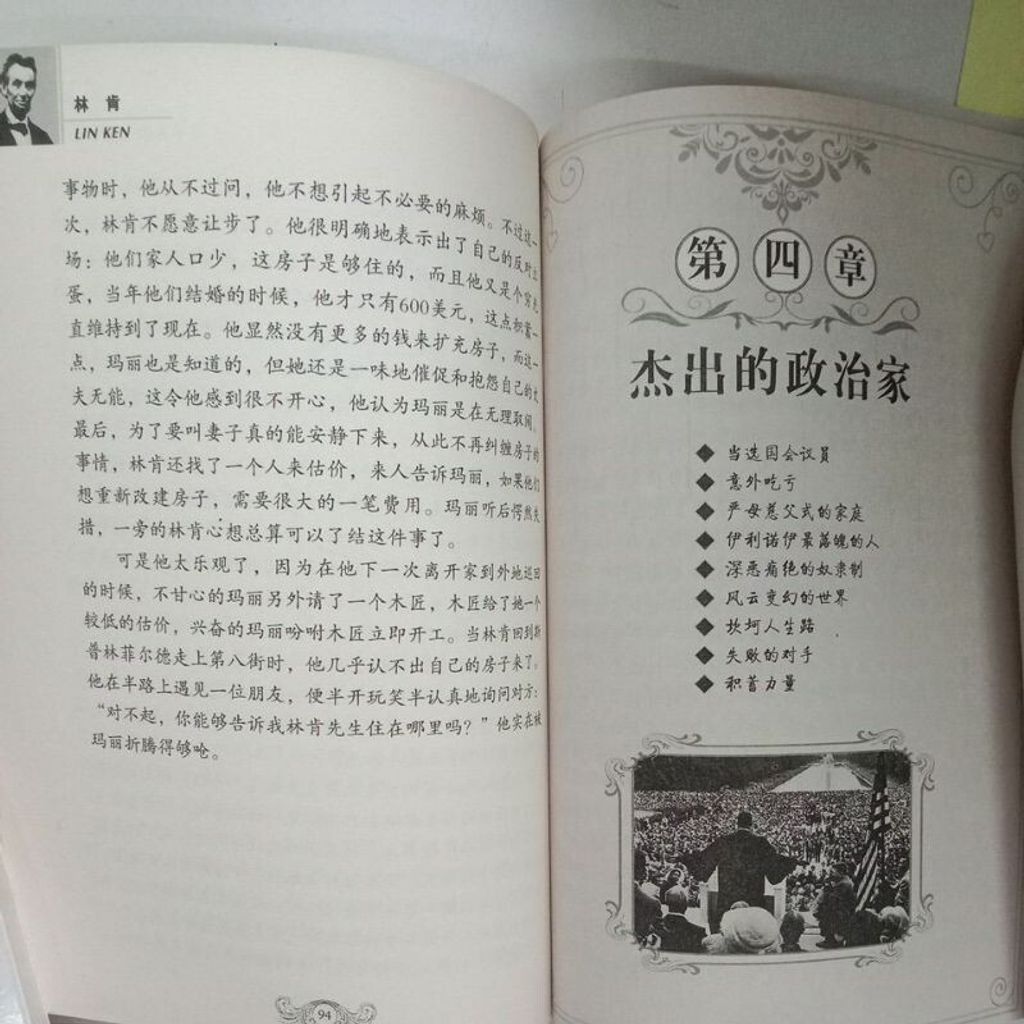 林肯
LIN KEN
事物时，他从不过问，他不想引起不必要的麻烦。不过这一
次，林肯不愿意让步了。他很明确地表示出了自己的反对立
场：他们家人口少，这房子是够住的，而且他又是个穷光
蛋，当年他们结婚的时候，他才只有600美元，这点积蓄一
直维持到了现在。他显然没有更多的钱来扩充房子，而这一
点，玛丽也是知道的，但她还是一味地催促和抱怨自己的丈
夫无能，这令他感到很不开心，他认为玛丽是在无理取闹。
最后，为了要叫妻子真的能安静下来，从此不再纠缠房子的
事情，林肯还找了一个人来估价，来人告诉玛丽，如果他们
想重新改建房子，需要很大的一笔费用。玛丽听后愕然失
措，一旁的林肯心想总算可以了结这件事了。
可是他太乐观了，因为在他下一次离开家到外地巡回
的时候，不甘心的玛丽另外请了一个木匠，木匠给了她一个
较低的估价，兴奋的玛丽吩咐木匠立即开工。当林肯回到斯
普林菲尔德走上第八街时，他几乎认不出自己的房子来了。
他在半路上遇见一位朋友，便半开玩笑半认真地询问对方：
“对不起，你能够告诉我林肯先生住在哪里吗？”他实在被
玛丽折腾得够呛。
94
第四章
杰出的政治家
◆ 当选国会议员
◆ 意外吃亏
◆ 严母慈父式的家庭
◆ 伊利诺伊最落魄的人
◆ 深恶痛绝的奴隶制
◆ 风云变幻的世界
◆ 坎坷人生路
◆ 失败的对手
◆ 积蓄力量